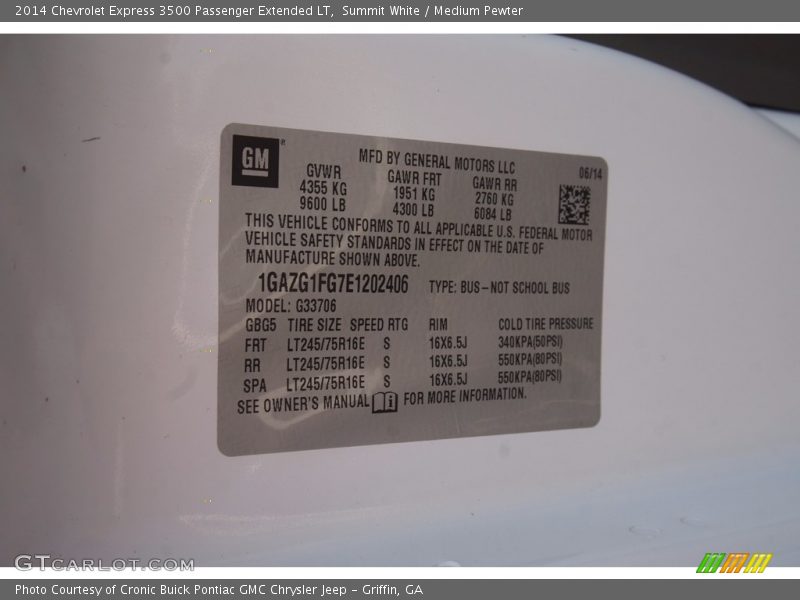 2014 Chevrolet Express 3500 Passenger Extended LT, Summit White / Medium Pewter
GM®
MFD BY GENERAL MOTORS LLC 06/14
GVWR GAWR FRT GAWR RR
4355 KG 1951 KG 2760 KG
9600 LB 4300 LB 6084 LB
THIS VEHICLE CONFORMS TO ALL APPLICABLE U.S. FEDERAL MOTOR
VEHICLE SAFETY STANDARDS IN EFFECT ON THE DATE OF
MANUFACTURE SHOWN ABOVE.
1GAZG1FG7E1202406 TYPE: BUS – NOT SCHOOL BUS
MODEL: G33706
GBG5 TIRE SIZE SPEED RTG RIM COLD TIRE PRESSURE
FRT LT245/75R16E S 16X6.5J 340KPA(50PSI)
RR LT245/75R16E S 16X6.5J 550KPA(80PSI)
SPA LT245/75R16E S 16X6.5J 550KPA(80PSI)
SEE OWNER'S MANUAL FOR MORE INFORMATION.
GTCARLOT.COM
Photo Courtesy of Cronic Buick Pontiac GMC Chrysler Jeep – Griffin, GA